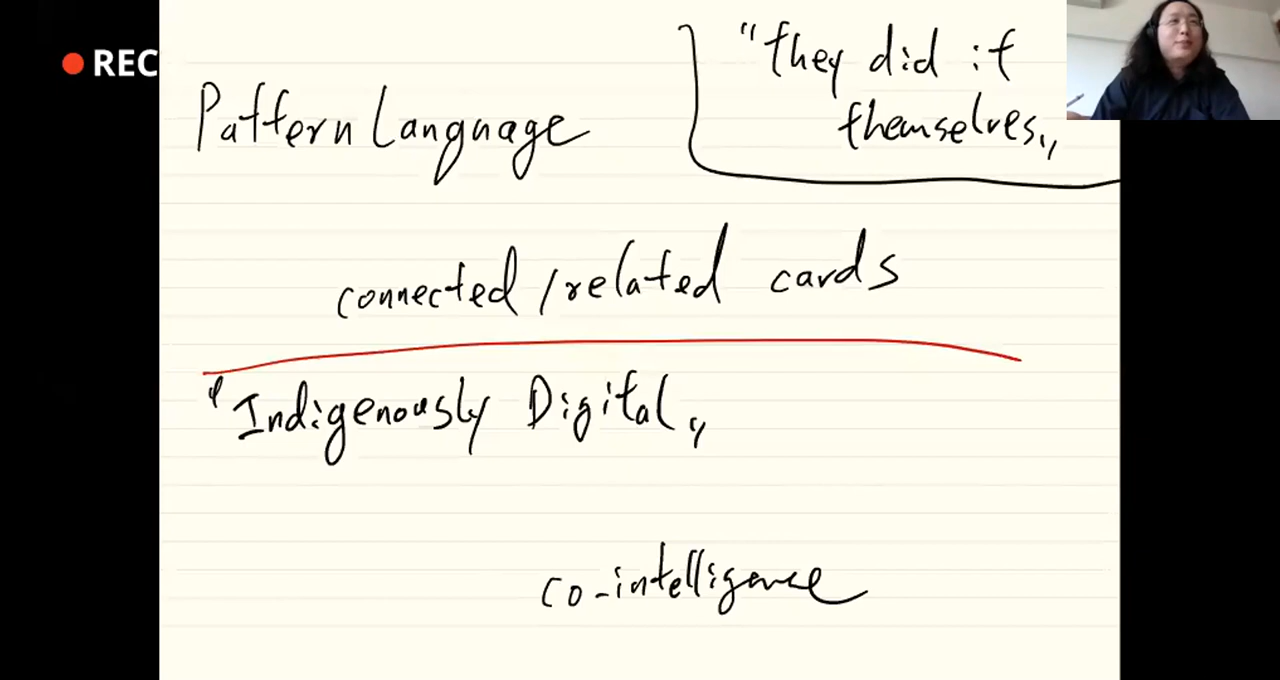 REC
Pattern Language
"they did it
themselves„
connected/related cards
"Indigenously Digital„
co-intelligence